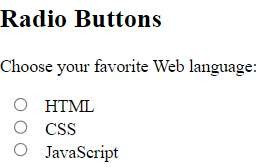 Radio Buttons
Choose your favorite Web language:
HTML
CSS
JavaScript